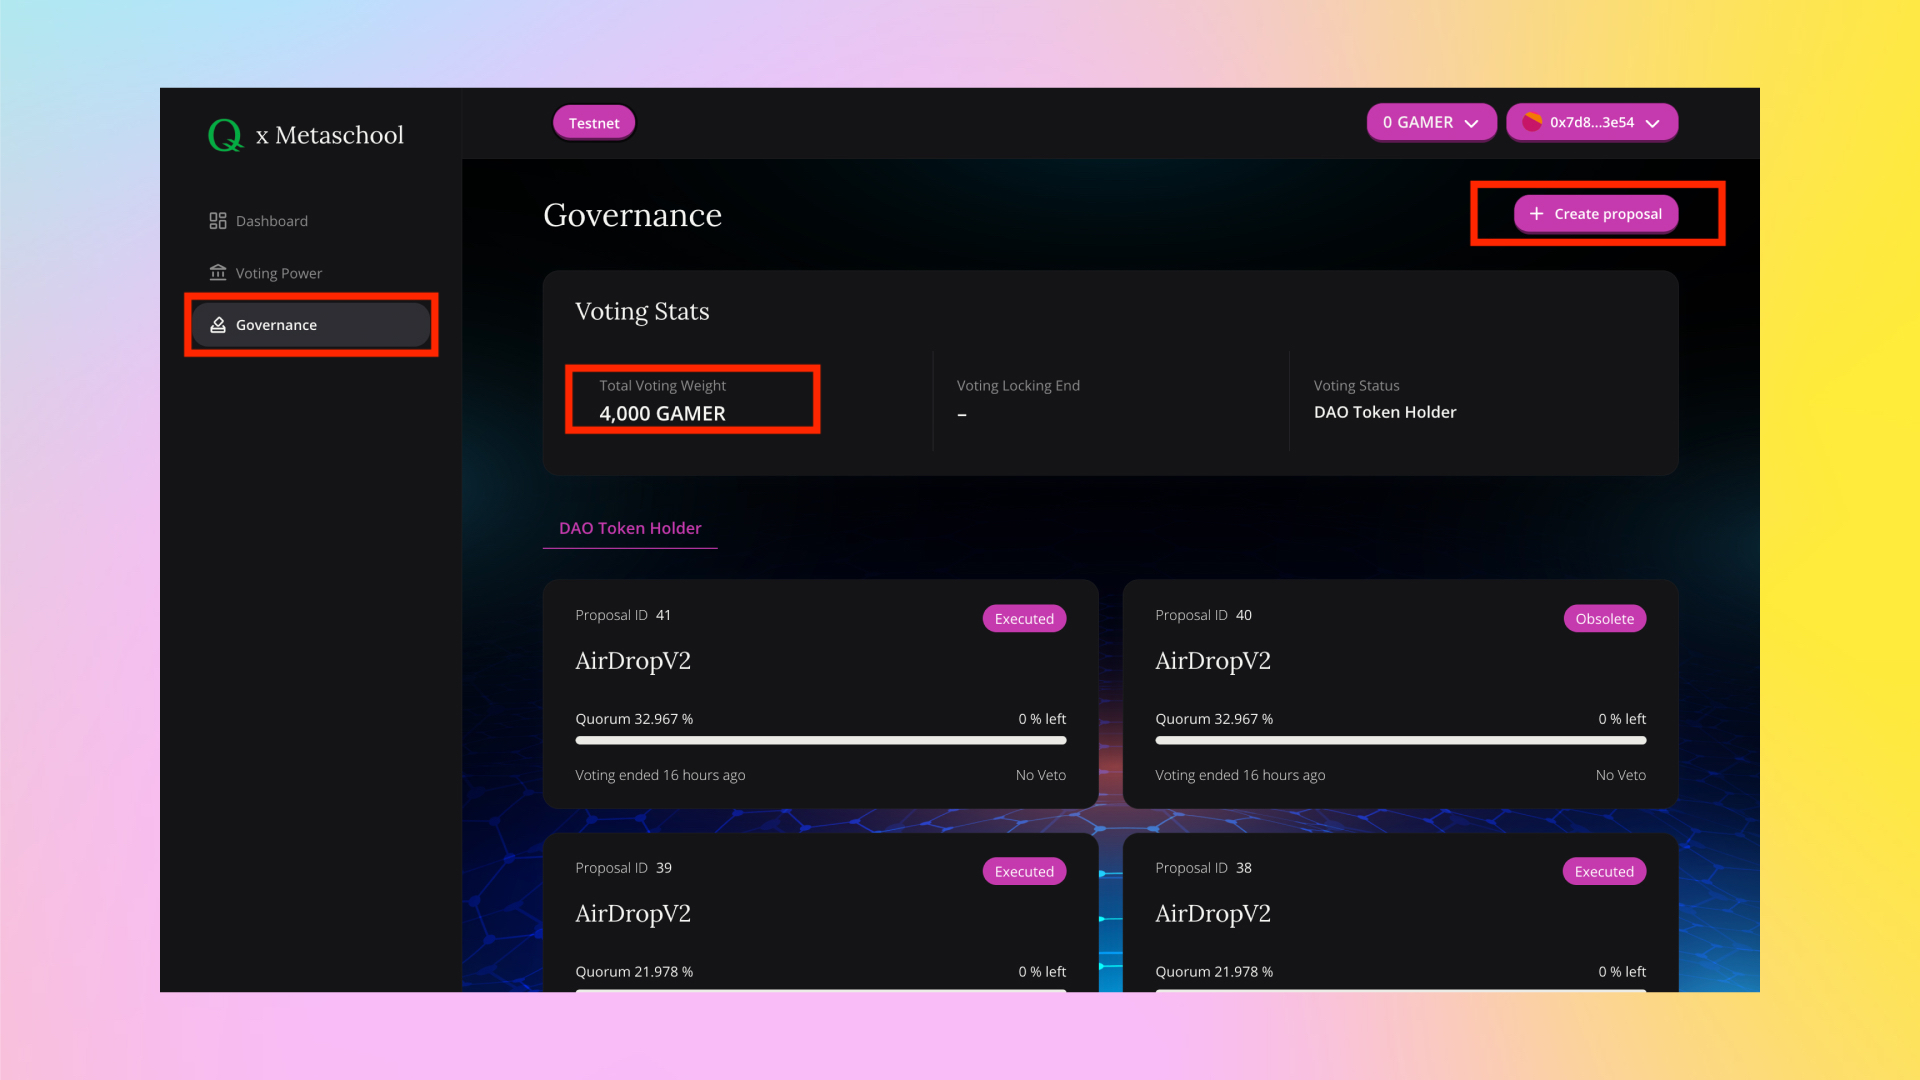 Q x Metaschool
Testnet
0 GAMER
0x7d8...3e54
Dashboard
Voting Power
Governance
Governance
Create proposal
Voting Stats
Total Voting Weight
4,000 GAMER
Voting Locking End
–
Voting Status
DAO Token Holder
DAO Token Holder
Proposal ID 41
Executed
AirDropV2
Quorum 32.967 %
0 % left
Voting ended 16 hours ago
No Veto
Proposal ID 40
Obsolete
AirDropV2
Quorum 32.967 %
0 % left
Voting ended 16 hours ago
No Veto
Proposal ID 39
Executed
AirDropV2
Quorum 21.978 %
0 % left
Proposal ID 38
Executed
AirDropV2
Quorum 21.978 %
0 % left